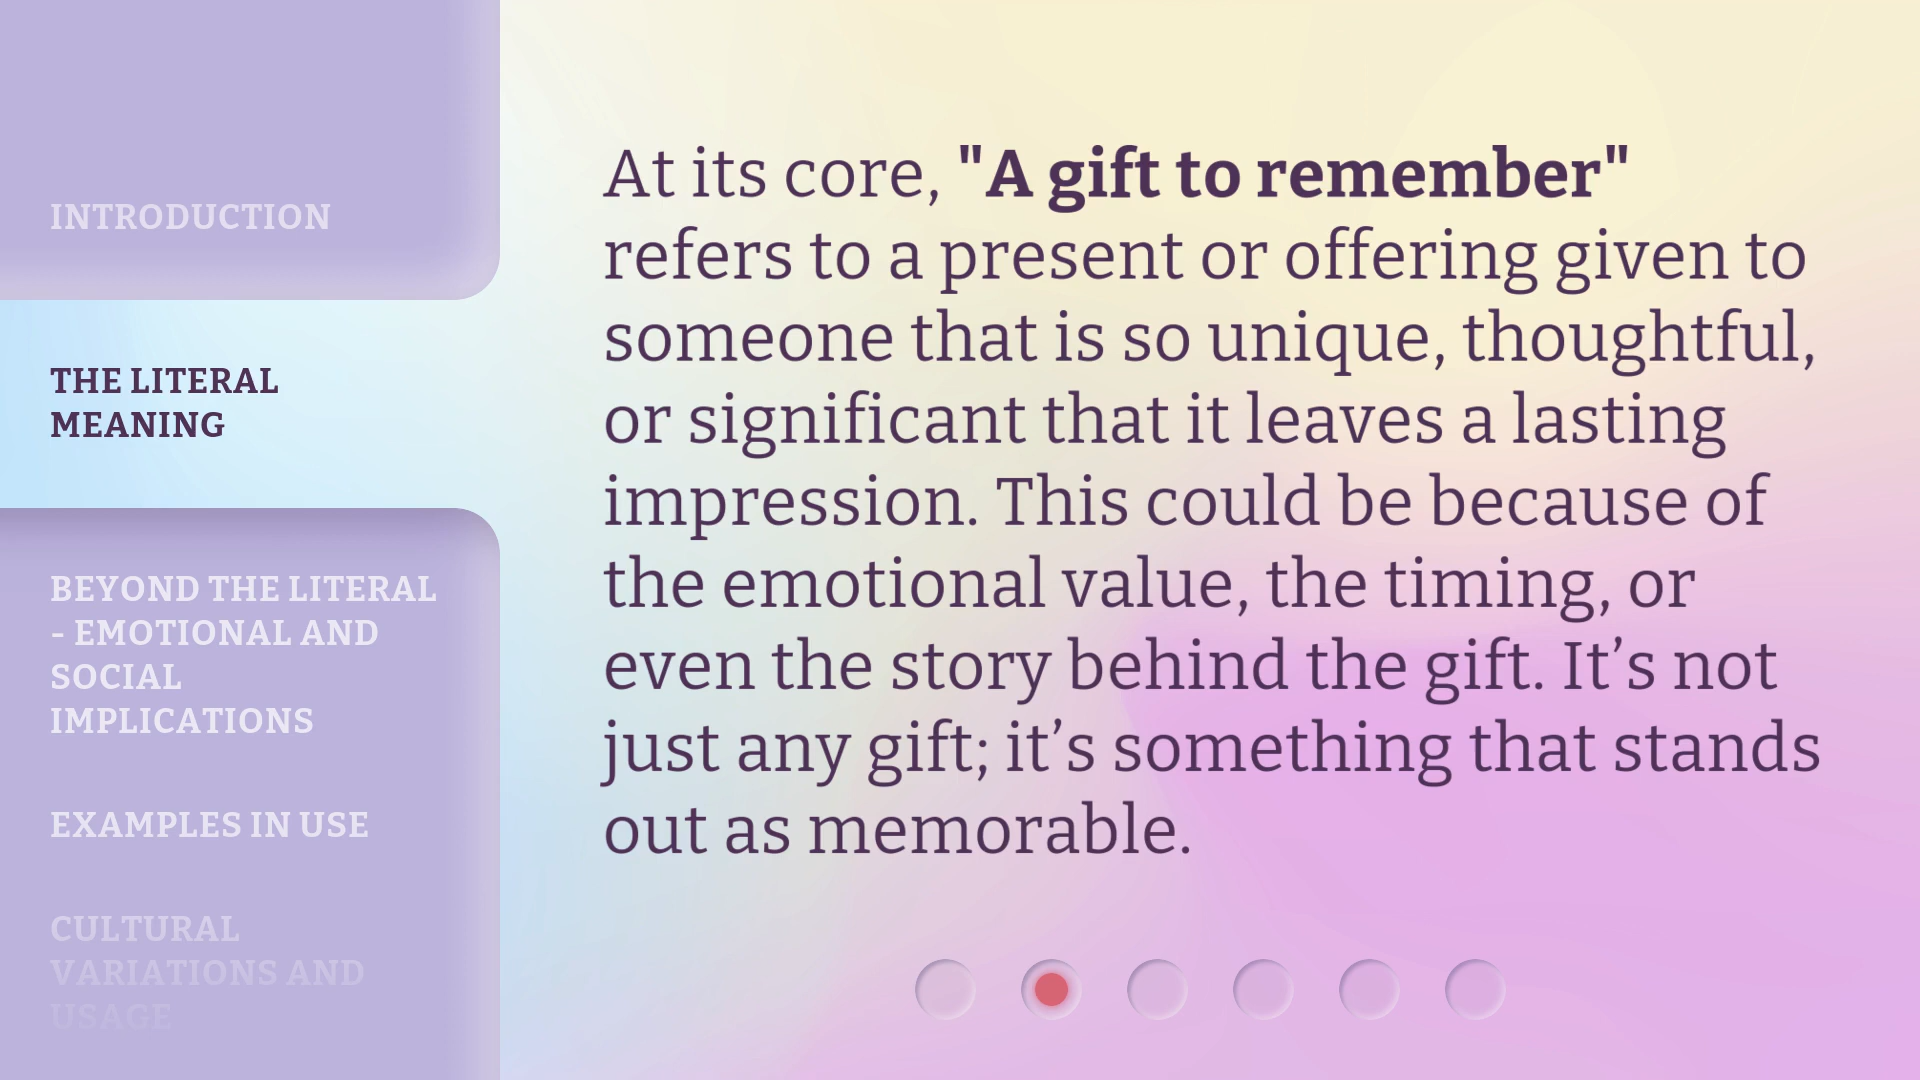 INTRODUCTION
THE LITERAL
MEANING
BEYOND THE LITERAL
- EMOTIONAL AND
SOCIAL
IMPLICATIONS
EXAMPLES IN USE
CULTURAL
VARIATIONS AND
USAGE
At its core, "A gift to remember"
refers to a present or offering given to
someone that is so unique, thoughtful,
or significant that it leaves a lasting
impression. This could be because of
the emotional value, the timing, or
even the story behind the gift. It’s not
just any gift; it’s something that stands
out as memorable.